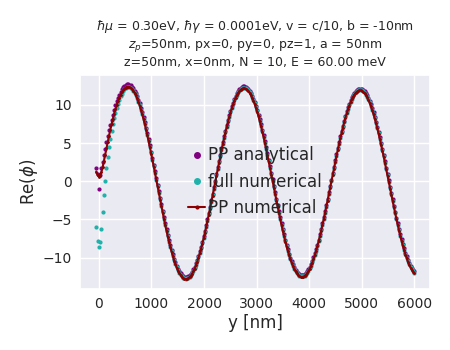 ℏμ = 0.30eV, ℏγ = 0.0001eV, v = c/10, b = -10nm
zₚ=50nm, px=0, py=0, pz=1, a = 50nm
z=50nm, x=0nm, N = 10, E = 60.00 meV
Re(ϕ)
10
5
0
−5
−10
PP analytical
full numerical
PP numerical
0 1000 2000 3000 4000 5000 6000
y [nm]